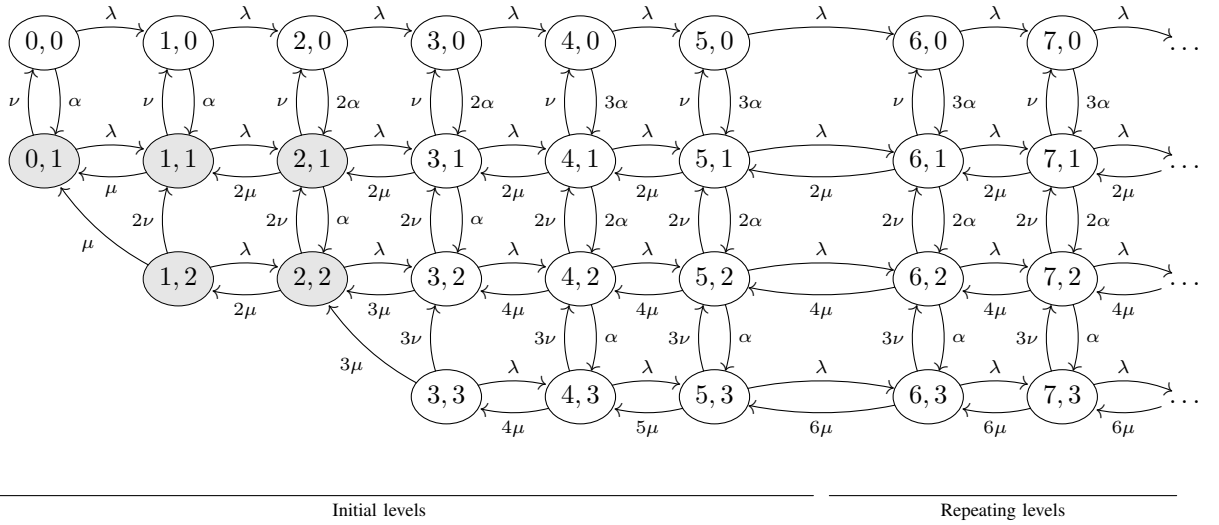 λ λ λ λ λ λ λ λ
0,0 1,0 2,0 3,0 4,0 5,0 6,0 7,0 ...
ν α ν α ν 2α ν 2α ν 3α ν 3α ν 3α ν 3α
λ λ λ λ λ λ λ λ
0,1 1,1 2,1 3,1 4,1 5,1 6,1 7,1 ...
μ 2μ 2μ 2μ 2μ 2μ 2μ 2μ
μ 2ν 2ν α 2ν α 2ν 2α 2ν 2α 2ν 2α 2ν 2α
λ λ λ λ λ λ λ
1,2 2,2 3,2 4,2 5,2 6,2 7,2 ...
2μ 3μ 4μ 4μ 4μ 4μ 4μ
3μ 3ν 3ν α 3ν α 3ν α 3ν α
λ λ λ λ λ
3,3 4,3 5,3 6,3 7,3 ...
4μ 5μ 6μ 6μ 6μ
Initial levels Repeating levels